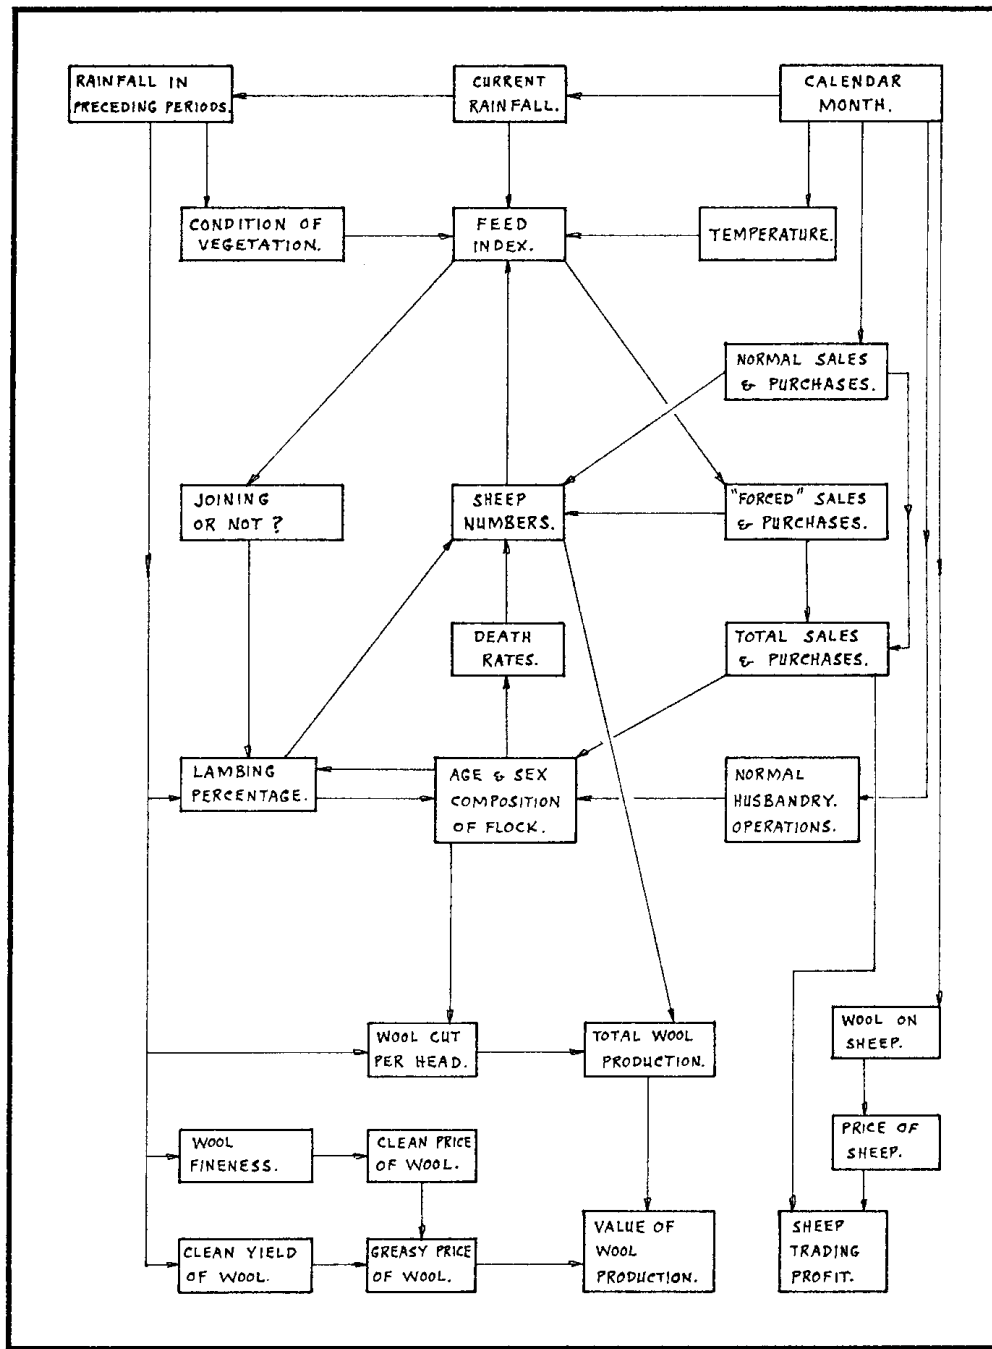 RAINFALL IN
PRECEDING PERIODS.
CURRENT
RAINFALL.
CALENDAR
MONTH.
CONDITION OF
VEGETATION.
FEED
INDEX.
TEMPERATURE.
NORMAL SALES
& PURCHASES.
JOINING
OR NOT ?
SHEEP
NUMBERS.
"FORCED" SALES
& PURCHASES.
DEATH
RATES.
TOTAL SALES
& PURCHASES.
LAMBING
PERCENTAGE.
AGE & SEX
COMPOSITION
OF FLOCK.
NORMAL
HUSBANDRY.
OPERATIONS.
WOOL CUT
PER HEAD.
TOTAL WOOL
PRODUCTION.
WOOL ON
SHEEP.
WOOL
FINENESS.
CLEAN PRICE
OF WOOL.
PRICE OF
SHEEP.
CLEAN YIELD
OF WOOL.
GREASY PRICE
OF WOOL.
VALUE OF
WOOL
PRODUCTION.
SHEEP
TRADING
PROFIT.